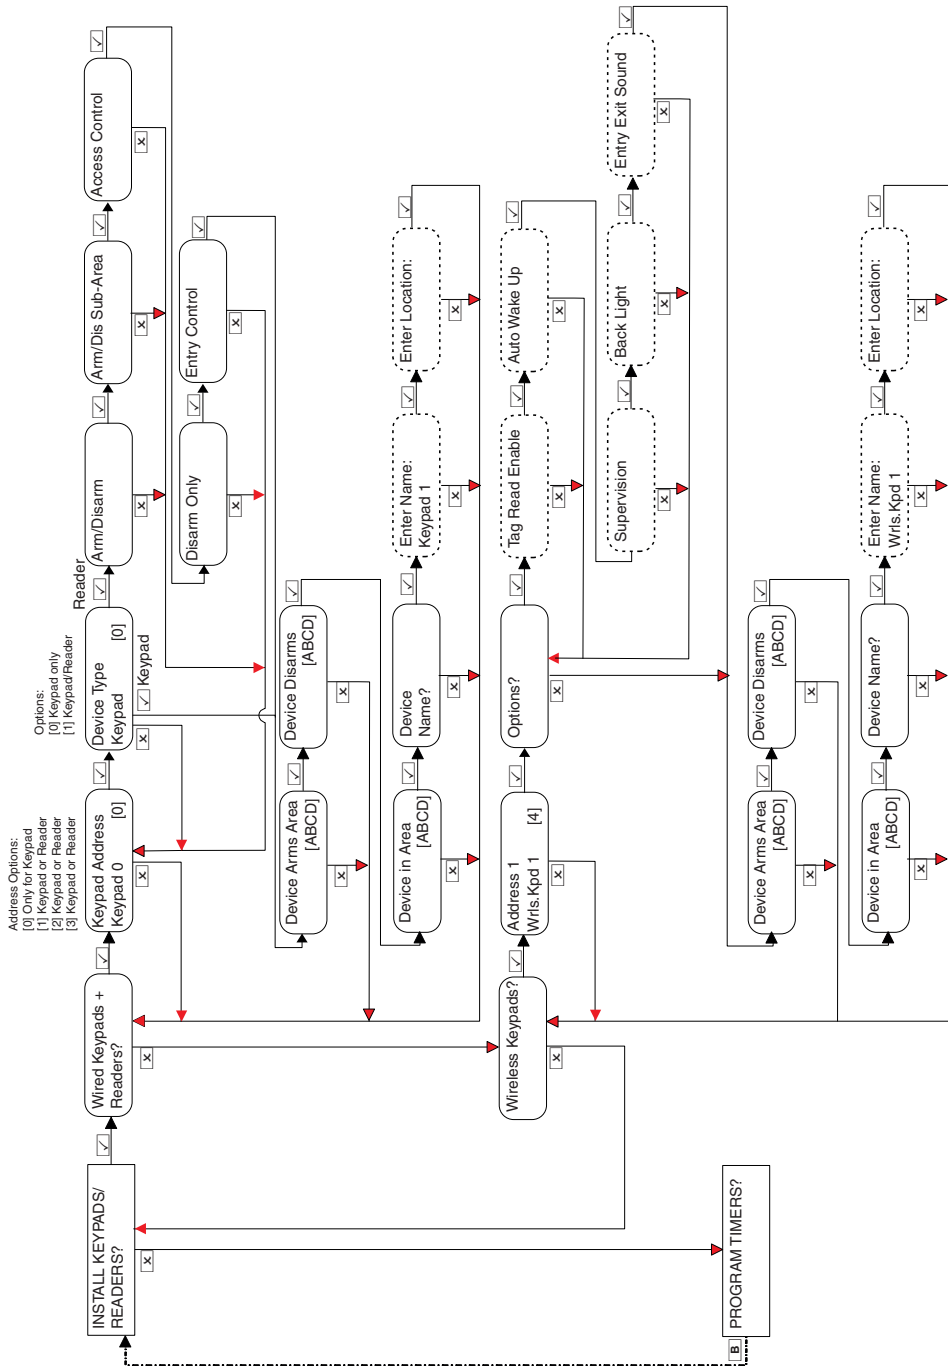 Address Options:
[0] Only for Keypad
[1] Keypad or Reader
[2] Keypad or Reader
[3] Keypad or Reader
Options:
[0] Keypad only
[1] Keypad/Reader
INSTALL KEYPADS/
READERS?
Wired Keypads +
Readers?
Keypad Address
Keypad 0 [0]
Device Type
Keypad [0]
Reader
Keypad
Arm/Disarm
Arm/Dis Sub-Area
Access Control
Disarm Only
Entry Control
Device Arms Area
[ABCD]
Device Disarms
[ABCD]
Device in Area
[ABCD]
Device
Name?
Enter Name:
Keypad 1
Enter Location:
Wireless Keypads?
Address 1
Wrls.Kpd 1 [4]
Options?
Tag Read Enable
Auto Wake Up
Supervision
Back Light
Entry Exit Sound
B
PROGRAM TIMERS?
Device Arms Area
[ABCD]
Device Disarms
[ABCD]
Device in Area
[ABCD]
Device Name?
Enter Name:
Wrls.Kpd 1
Enter Location: